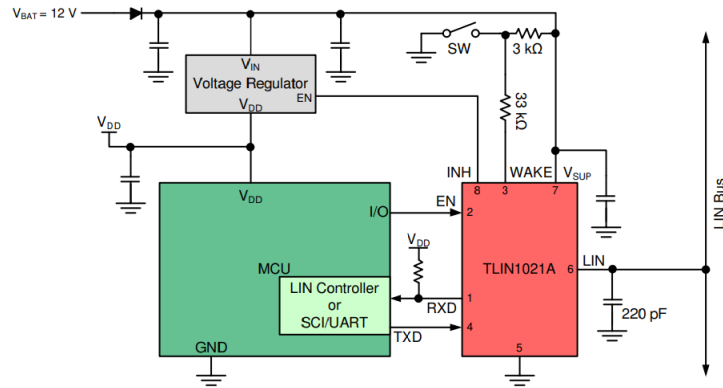 V_BAT = 12 V
SW
3 kΩ
33 kΩ
V_IN
Voltage Regulator
EN
V_DD
V_DD
INH
WAKE
V_SUP
8
3
7
V_DD
I/O
EN
2
V_DD
MCU
TLIN1021A
LIN
6
LIN Bus
LIN Controller
or
SCI/UART
RXD
1
TXD
4
220 pF
GND
5